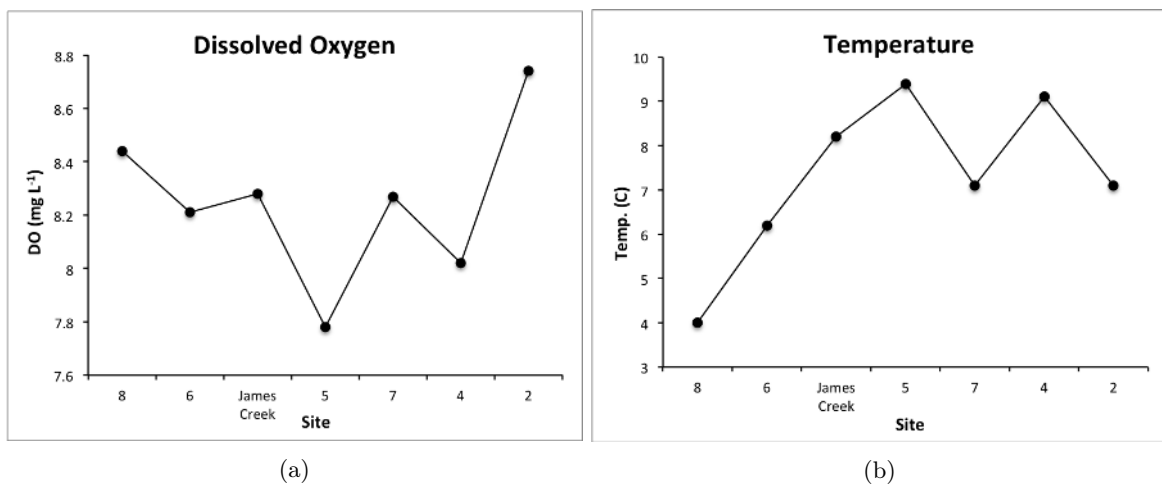 Dissolved Oxygen
8.8
8.6
8.4
8.2
8
7.8
7.6
DO (mg L⁻¹)
8 6 James Creek 5 7 4 2
Site
(a)
Temperature
10
9
8
7
6
5
4
3
Temp. (C)
8 6 James Creek 5 7 4 2
Site
(b)